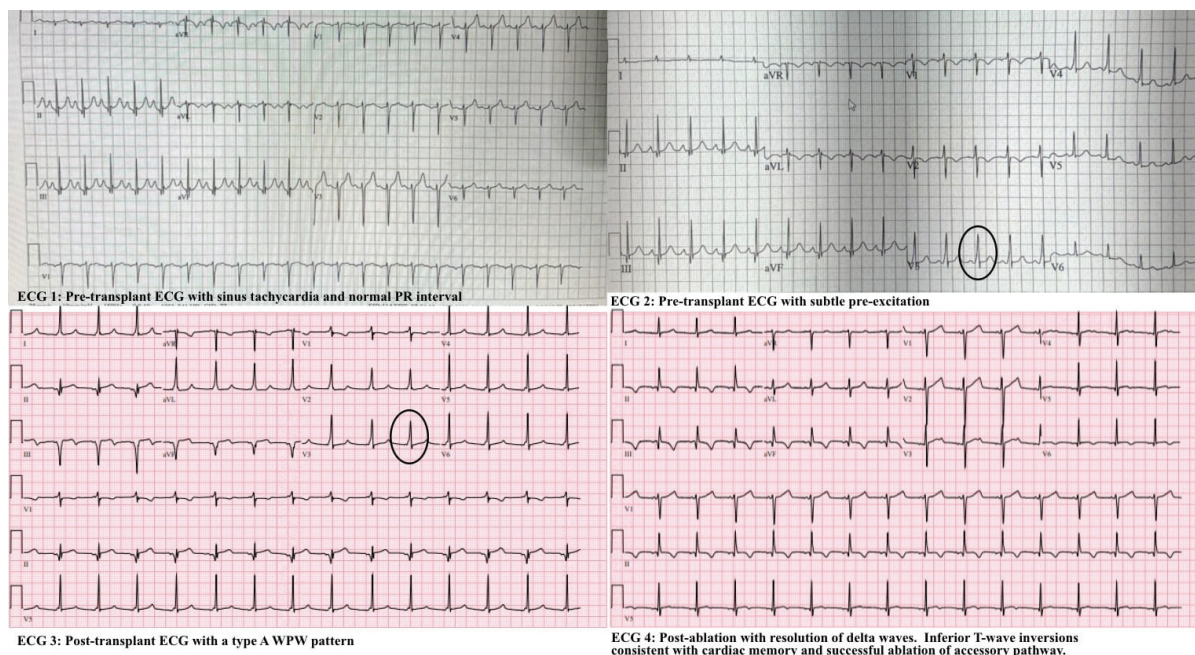 I aVR V1 V4
II aVL V2 V5
III aVF V3 V6
V1
ECG 1: Pre-transplant ECG with sinus tachycardia and normal PR interval
I aVR V1 V4
II aVL V2 V5
III aVF V3 V6
ECG 2: Pre-transplant ECG with subtle pre-excitation
I aVR V1 V4
II aVL V2 V5
III aVF V3 V6
V1
II
V5
ECG 3: Post-transplant ECG with a type A WPW pattern
I aVR V1 V4
II aVL V2 V5
III aVF V3 V6
V1
II
V5
ECG 4: Post-ablation with resolution of delta waves. Inferior T-wave inversions
consistent with cardiac memory and successful ablation of accessory pathway.